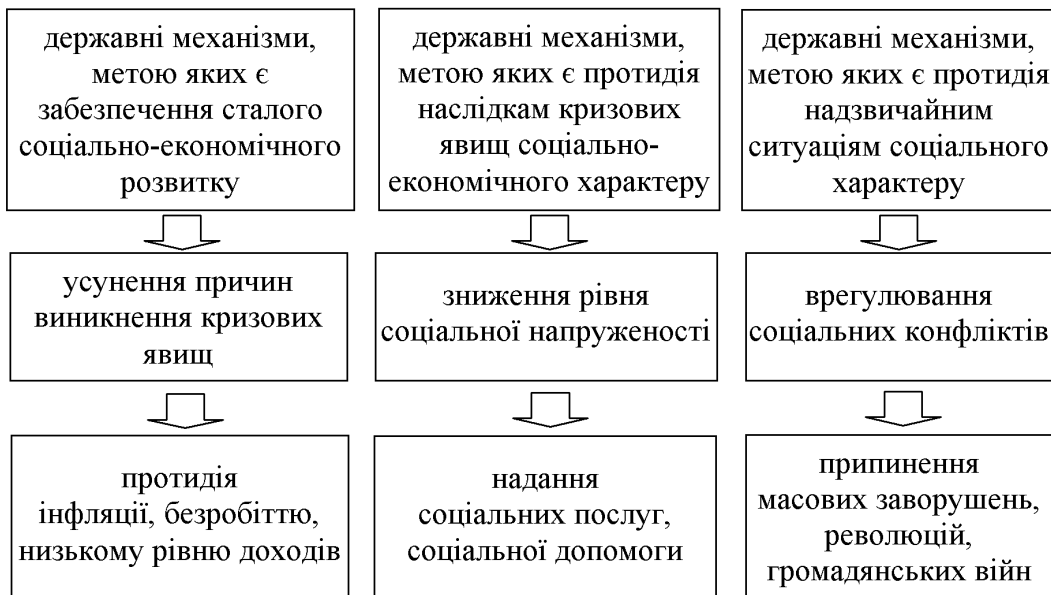 державні механізми,
метою яких є
забезпечення сталого
соціально-економічного
розвитку
державні механізми,
метою яких є протидія
наслідкам кризових
явищ соціально-
економічного характеру
державні механізми,
метою яких є протидія
надзвичайним
ситуаціям соціального
характеру
усунення причин
виникнення кризових
явищ
зниження рівня
соціальної напруженості
врегулювання
соціальних конфліктів
протидія
інфляції, безробіттю,
низькому рівню доходів
надання
соціальних послуг,
соціальної допомоги
припинення
масових заворушень,
революцій,
громадянських війн